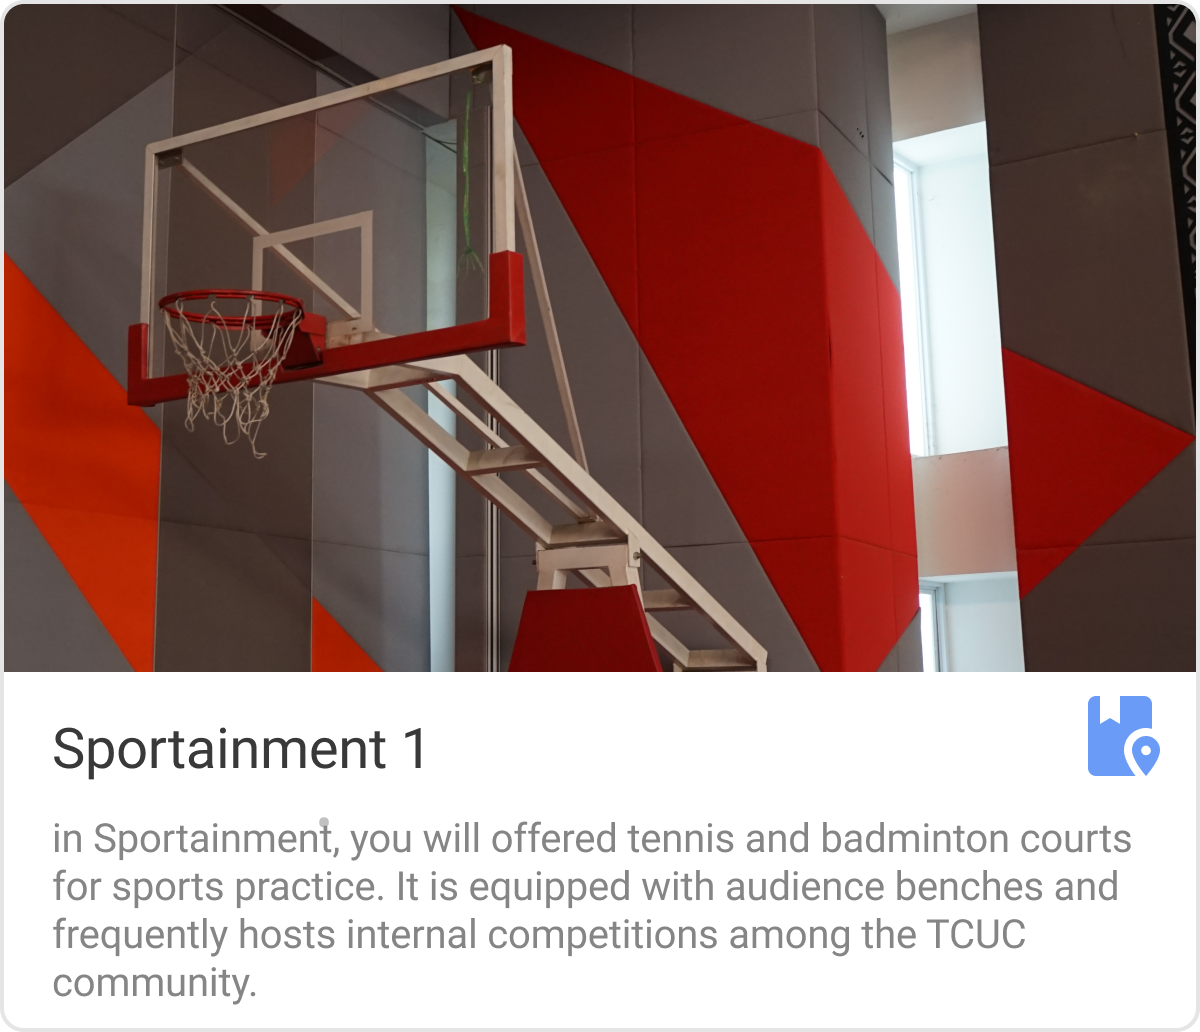 Sportainment 1
in Sportainment, you will offered tennis and badminton courts
for sports practice. It is equipped with audience benches and
frequently hosts internal competitions among the TCUC
community.